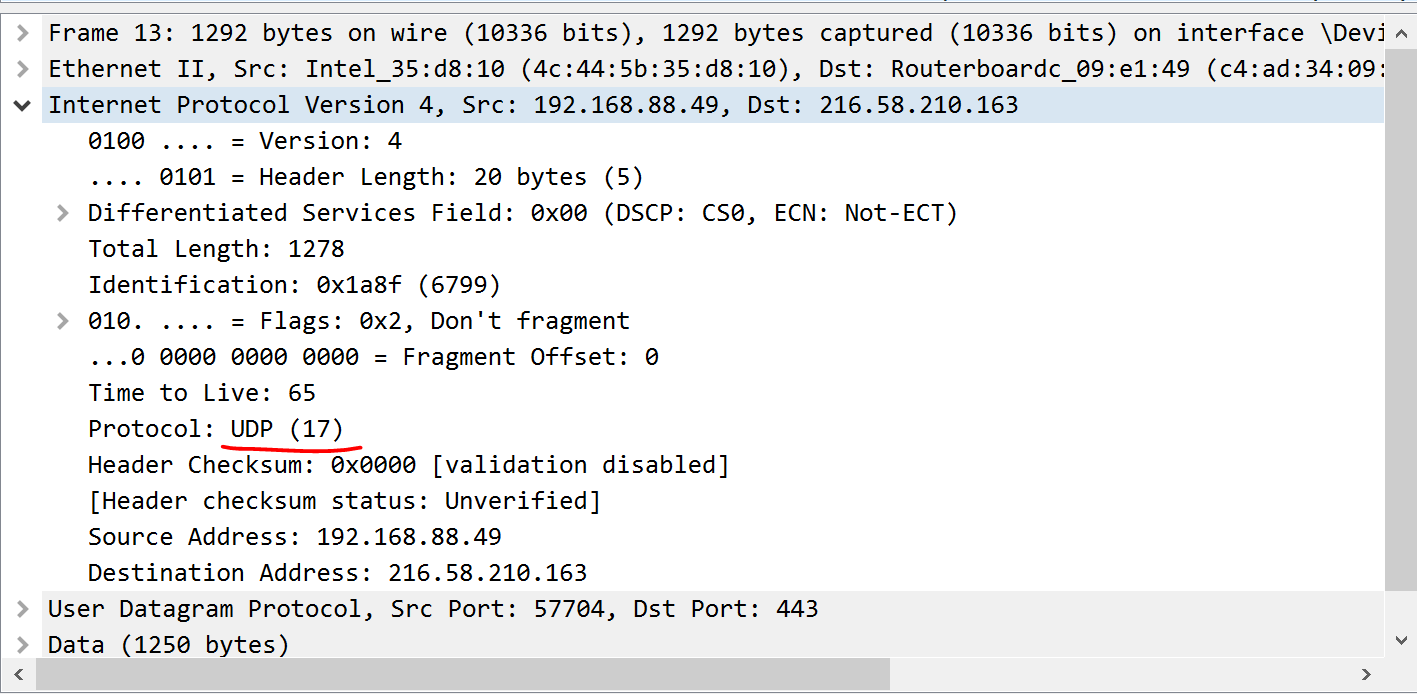 Frame 13: 1292 bytes on wire (10336 bits), 1292 bytes captured (10336 bits) on interface \Devi
Ethernet II, Src: Intel_35:d8:10 (4c:44:5b:35:d8:10), Dst: Routerboardc_09:e1:49 (c4:ad:34:09:
Internet Protocol Version 4, Src: 192.168.88.49, Dst: 216.58.210.163
0100 .... = Version: 4
.... 0101 = Header Length: 20 bytes (5)
Differentiated Services Field: 0x00 (DSCP: CS0, ECN: Not-ECT)
Total Length: 1278
Identification: 0x1a8f (6799)
010. .... = Flags: 0x2, Don't fragment
...0 0000 0000 0000 = Fragment Offset: 0
Time to Live: 65
Protocol: UDP (17)
Header Checksum: 0x0000 [validation disabled]
[Header checksum status: Unverified]
Source Address: 192.168.88.49
Destination Address: 216.58.210.163
User Datagram Protocol, Src Port: 57704, Dst Port: 443
Data (1250 bytes)